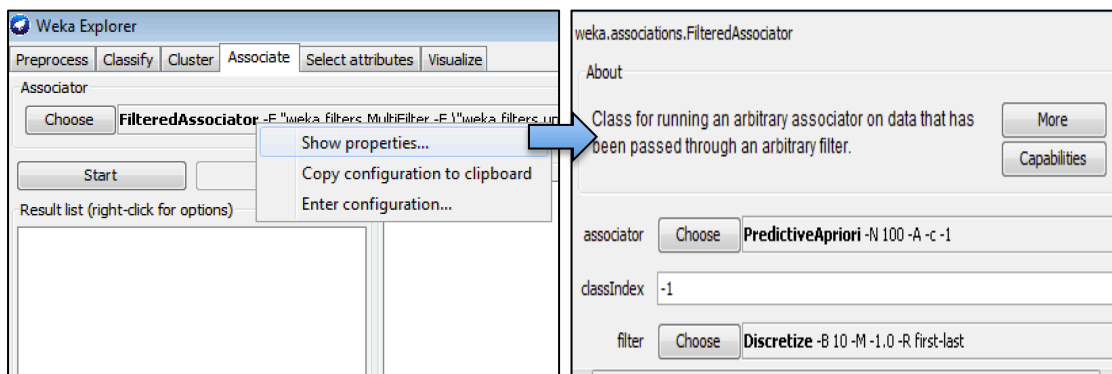 Weka Explorer
Preprocess Classify Cluster Associate Select attributes Visualize
Associator
Choose FilteredAssociator -F "weka.filters.MultiFilter -F \"weka.filters.un
Show properties...
Copy configuration to clipboard
Enter configuration...
Start
Result list (right-click for options)
weka.associations.FilteredAssociator
About
Class for running an arbitrary associator on data that has
been passed through an arbitrary filter.
More
Capabilities
associator Choose PredictiveApriori -N 100 -A -c -1
classIndex -1
filter Choose Discretize -B 10 -M -1.0 -R first-last